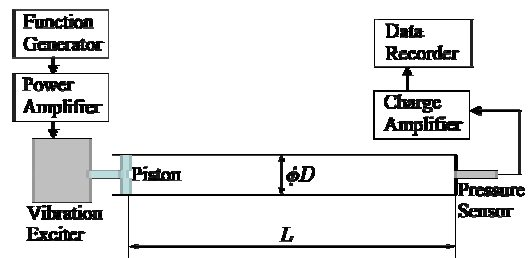 Function
Generator
Power
Amplifier
Vibration
Exciter
Piston
ϕD
L
Data
Recorder
Charge
Amplifier
Pressure
Sensor